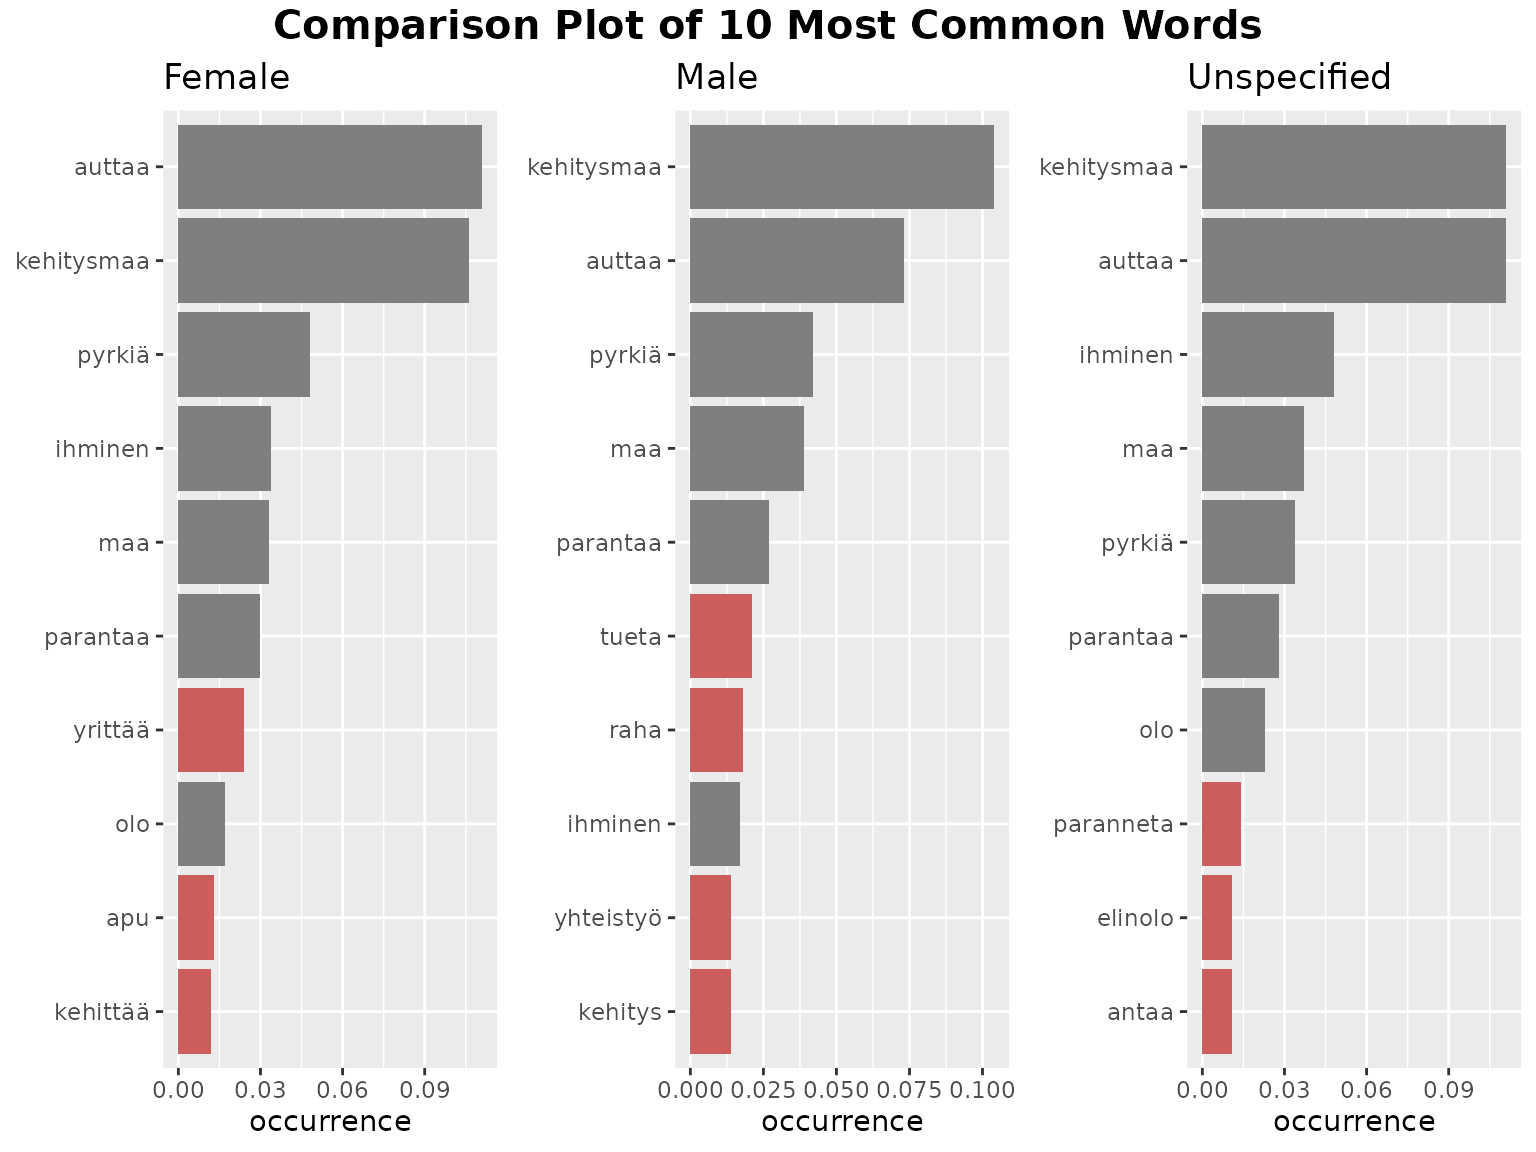 Comparison Plot of 10 Most Common Words
Female
auttaa
kehitysmaa
pyrkiä
ihminen
maa
parantaa
yrittää
olo
apu
kehittää
0.00 0.03 0.06 0.09
occurrence
Male
kehitysmaa
auttaa
pyrkiä
maa
parantaa
tueta
raha
ihminen
yhteistyö
kehitys
0.000 0.025 0.050 0.075 0.100
occurrence
Unspecified
kehitysmaa
auttaa
ihminen
maa
pyrkiä
parantaa
olo
paranneta
elinolo
antaa
0.00 0.03 0.06 0.09
occurrence